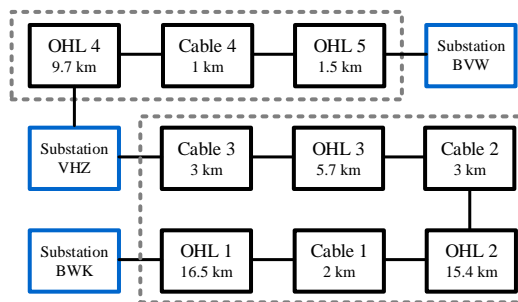 OHL 4
9.7 km
Cable 4
1 km
OHL 5
1.5 km
Substation
BVW
Substation
VHZ
Cable 3
3 km
OHL 3
5.7 km
Cable 2
3 km
Substation
BWK
OHL 1
16.5 km
Cable 1
2 km
OHL 2
15.4 km